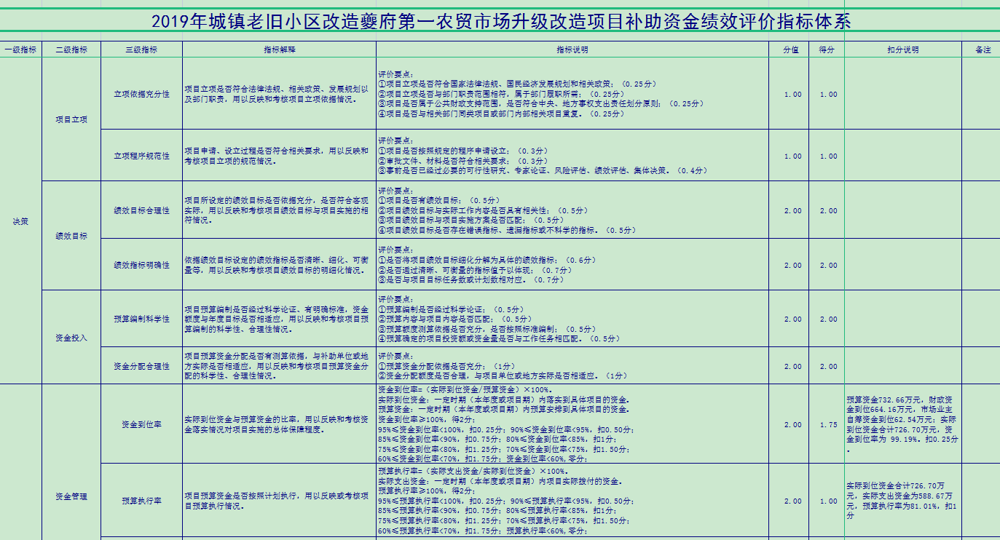 2019年城镇老旧小区改造夔府第一农贸市场升级改造项目补助资金绩效评价指标体系
一级指标 二级指标 三级指标 指标解释 指标说明 分值 得分 扣分说明 备注
决策
项目立项
立项依据充分性
项目立项是否符合法律法规、相关政策、发展规划以
及部门职责，用以反映和考核项目立项依据情况。
评价要点：
①项目立项是否符合国家法律法规、国民经济发展规划和相关政策；（0.25分）
②项目立项是否与部门职责范围相符，属于部门履职所需；（0.25分）
③项目是否属于公共财政支持范围，是否符合中央、地方事权支出责任划分原则；（0.25分）
④项目是否与相关部门同类项目或部门内部相关项目重复。（0.25分）
1.00 1.00
立项程序规范性
项目申请、设立过程是否符合相关要求，用以反映和
考核项目立项的规范情况。
评价要点：
①项目是否按照规定的程序申请设立；（0.3分）
②审批文件、材料是否符合相关要求；（0.3分）
③事前是否已经过必要的可行性研究、专家论证、风险评估、绩效评估、集体决策。（0.4分）
1.00 1.00
绩效目标
绩效目标合理性
项目所设定的绩效目标是否依据充分，是否符合客观
实际，用以反映和考核项目绩效目标与项目实施的相
符情况。
评价要点：
①项目是否有绩效目标；（0.5分）
②项目绩效目标与实际工作内容是否具有相关性；（0.5分）
③项目绩效目标与项目实施方案是否匹配；（0.5分）
④项目绩效目标是否存在错误指标、遗漏指标或不科学的指标。（0.5分）
2.00 2.00
绩效指标明确性
依据绩效目标设定的绩效指标是否清晰、细化、可衡
量等，用以反映和考核项目绩效目标的明细化情况。
评价要点：
①是否将项目绩效目标细化分解为具体的绩效指标；（0.6分）
②是否通过清晰、可衡量的指标值予以体现；（0.7分）
③是否与项目目标任务数或计划数相对应。（0.7分）
2.00 2.00
资金投入
预算编制科学性
项目预算编制是否经过科学论证、有明确标准，资金
额度与年度目标是否相适应，用以反映和考核项目预
算编制的科学性、合理性情况。
评价要点：
①预算编制是否经过科学论证；（0.5分）
②预算内容与项目内容是否匹配；（0.5分）
③预算额度测算依据是否充分，是否按照标准编制；（0.5分）
④预算确定的项目投资额或资金量是否与工作任务相匹配。（0.5分）
2.00 2.00
资金分配合理性
项目预算资金分配是否有测算依据，与补助单位或地
方实际是否相适应，用以反映和考核项目预算资金分
配的科学性、合理性情况。
评价要点：
①预算资金分配依据是否充分；（1分）
②资金分配额度是否合理，与项目单位或地方实际是否相适应。（1分）
2.00 2.00
资金管理
资金到位率
实际到位资金与预算资金的比率，用以反映和考核资
金落实情况对项目实施的总体保障程度。
资金到位率=（实际到位资金/预算资金）×100%。
实际到位资金：一定时期（本年度或项目期）内落实到具体项目的资金。
预算资金：一定时期（本年度或项目期）内预算安排到具体项目的资金。
资金到位率≥100%，得2分；
95%≤资金到位率<100%，扣0.25分；90%≤资金到位率<95%，扣0.50分；
85%≤资金到位率<90%，扣0.75分；80%≤资金到位率<85%，扣1分；
75%≤资金到位率<80%，扣1.25分；70%≤资金到位率<75%，扣1.50分；
60%≤资金到位率<70%，扣1.75分；资金到位率<60%,零分；
2.00 1.75
预算资金732.66万元，财政资
金到位664.16万元，市场业主
自筹资金到位62.54万元；实际
到位资金合计726.70万元，资
金到位率为 99.19%。扣0.25分
。
预算执行率
项目预算资金是否按照计划执行，用以反映或考核项
目预算执行情况。
预算执行率=（实际支出资金/实际到位资金）×100%。
实际支出资金：一定时期（本年度或项目期）内项目实际拨付的资金。
预算执行率≥100%，得2分；
95%≤预算执行率<100%，扣0.25分；90%≤预算执行率<95%，扣0.50分；
85%≤预算执行率<90%，扣0.75分；80%≤预算执行率<85%，扣1分；
75%≤预算执行率<80%，扣1.25分；70%≤预算执行率<75%，扣1.50分；
60%≤预算执行率<70%，扣1.75分；预算执行率<60%,零分；
2.00 1.00
实际到位资金合计726.70万
元，实际支出资金为588.67万
元，预算执行率为81.01%，扣1
分